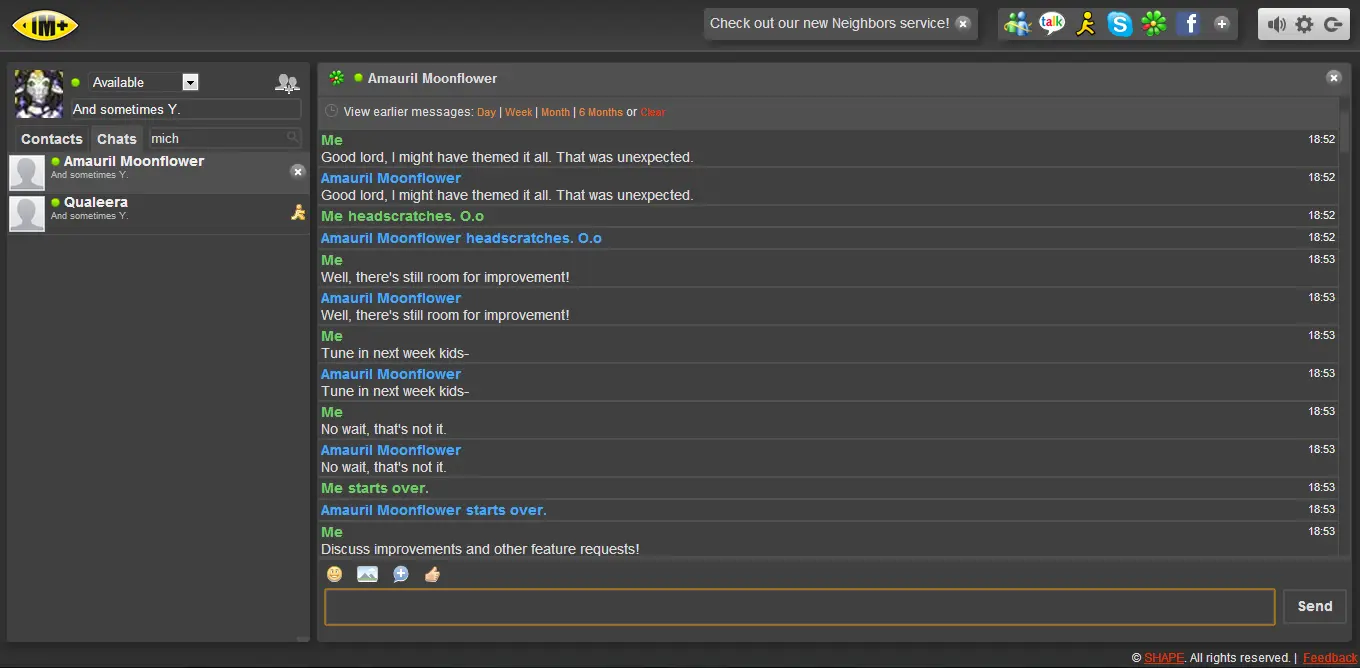 IM+
Check out our new Neighbors service!
talk
Available
And sometimes Y.
Contacts Chats mich
Amauril Moonflower
And sometimes Y.
Qualeera
And sometimes Y.
Amauril Moonflower
View earlier messages: Day | Week | Month | 6 Months or Clear
Me 18:52
Good lord, I might have themed it all. That was unexpected.
Amauril Moonflower 18:52
Good lord, I might have themed it all. That was unexpected.
Me headscratches. O.o 18:52
Amauril Moonflower headscratches. O.o 18:52
Me 18:53
Well, there's still room for improvement!
Amauril Moonflower 18:53
Well, there's still room for improvement!
Me 18:53
Tune in next week kids-
Amauril Moonflower 18:53
Tune in next week kids-
Me 18:53
No wait, that's not it.
Amauril Moonflower 18:53
No wait, that's not it.
Me starts over. 18:53
Amauril Moonflower starts over. 18:53
Me 18:53
Discuss improvements and other feature requests!
Send
© SHAPE. All rights reserved. | Feedback